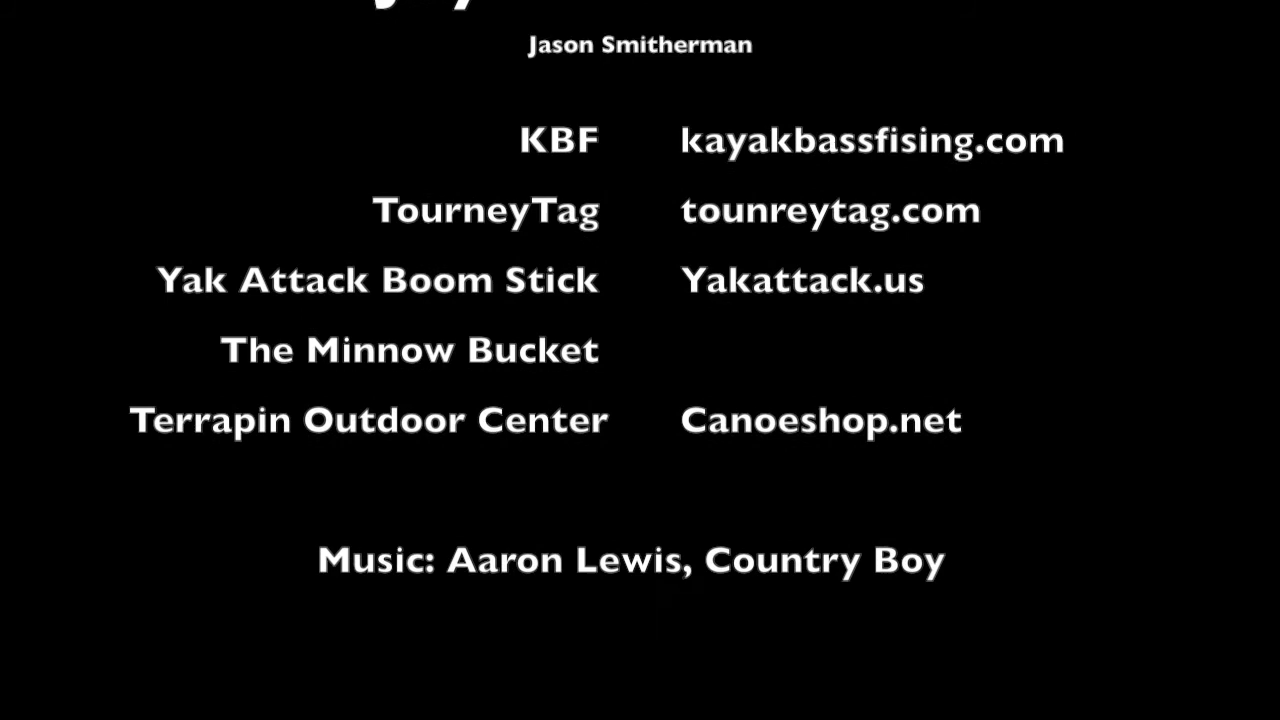 Jason Smitherman
KBF kayakbassfising.com
TourneyTag tounreytag.com
Yak Attack Boom Stick Yakattack.us
The Minnow Bucket
Terrapin Outdoor Center Canoeshop.net
Music: Aaron Lewis, Country Boy